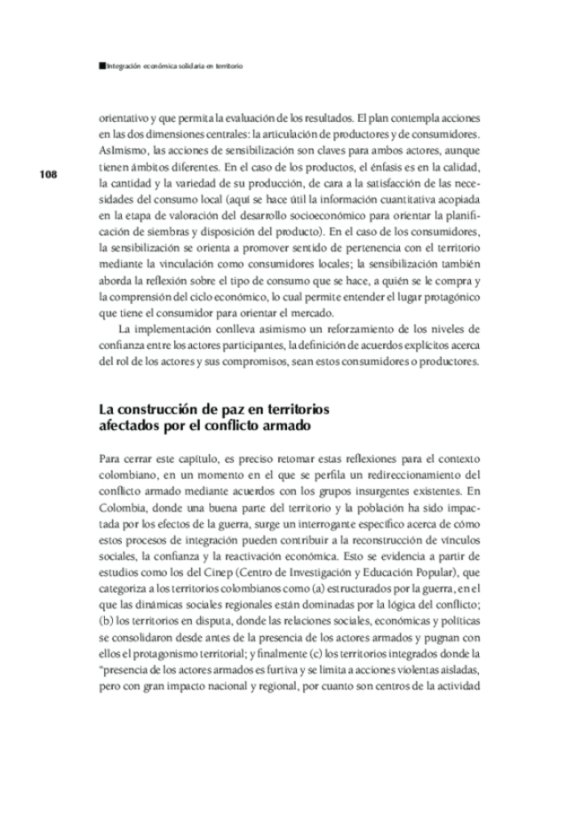 Integración económica solidaria en territorio
orientativo y que permita la evaluación de los resultados. El plan contempla acciones
en las dos dimensiones centrales: la articulación de productores y de consumidores.
AsImismo, las acciones de sensibilización son claves para ambos actores, aunque
tienen ámbitos diferentes. En el caso de los productos, el énfasis es en la calidad,
108
la cantidad y la variedad de su producción, de cara a la satisfacción de las nece-
sidades del consumo local (aquí se hace útil la información cuantitativa acopiada
en la etapa de valoración del desarrollo socioeconómico para orientar la planifi-
cación de siembras y disposición del producto). En el caso de los consumidores,
la sensibilización se orienta a promover sentido de pertenencia con el territorio
mediante la vinculación como consumidores locales; la sensibilización también
aborda la reflexión sobre el tipo de consumo que se hace, a quién se le compra y
la comprensión del ciclo económico, lo cual permite entender el lugar protagónico
que tiene el consumidor para orientar el mercado.
La implementación conlleva asimismo un reforzamiento de los niveles de
confianza entre los actores participantes, la definición de acuerdos explícitos acerca
del rol de los actores y sus compromisos, sean estos consumidores o productores.
La construcción de paz en territorios
afectados por el conflicto armado
Para cerrar este capítulo, es preciso retomar estas reflexiones para el contexto
colombiano, en un momento en el que se perfila un redireccionamiento del
conflicto armado mediante acuerdos con los grupos insurgentes existentes. En
Colombia, donde una buena parte del territorio y la población ha sido impac-
tada por los efectos de la guerra, surge un interrogante específico acerca de cómo
estos procesos de integración pueden contribuir a la reconstrucción de vínculos
sociales, la confianza y la reactivación económica. Esto se evidencia a partir de
estudios como los del Cinep (Centro de Investigación y Educación Popular), que
categoriza a los territorios colombianos como (a) estructurados por la guerra, en el
que las dinámicas sociales regionales están dominadas por la lógica del conflicto;
(b) los territorios en disputa, donde las relaciones sociales, económicas y políticas
se consolidaron desde antes de la presencia de los actores armados y pugnan con
ellos el protagonismo territorial; y finalmente (c) los territorios integrados donde la
"presencia de los actores armados es furtiva y se limita a acciones violentas aisladas,
pero con gran impacto nacional y regional, por cuanto son centros de la actividad